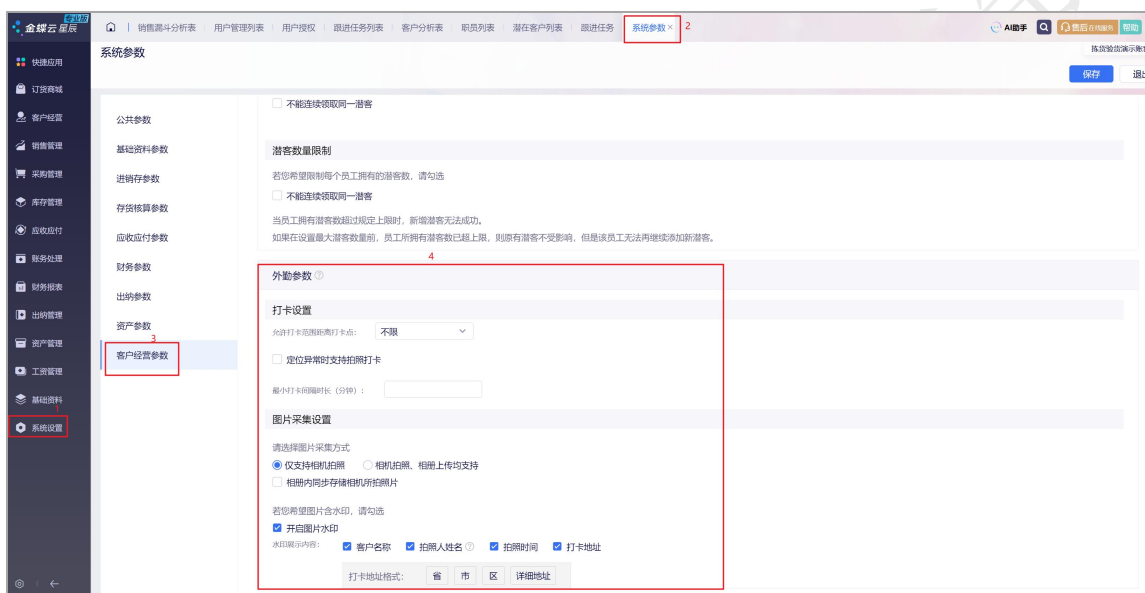 金蝶云星辰 专业版
销售漏斗分析表 用户管理列表 用户授权 跟进任务列表 客户分析表 职员列表 潜在客户列表 跟进任务 系统参数 × 2
AI助手 售后在线服务 帮助
系统参数
拣货验货演示账
保存 退出
快捷应用
订货商城
客户经营
销售管理
采购管理
库存管理
应收应付
账务处理
财务报表
出纳管理
资产管理
工资管理
基础资料
1
系统设置
公共参数
基础资料参数
进销存参数
存货核算参数
应收应付参数
财务参数
出纳参数
资产参数
3
客户经营参数
不能连续领取同一潜客
潜客数量限制
若您希望限制每个员工拥有的潜客数，请勾选
不能连续领取同一潜客
当员工拥有潜客数超过规定上限时，新增潜客无法成功。
如果在设置最大潜客数量前，员工所拥有潜客数已超上限，则原有潜客不受影响，但是该员工无法再继续添加新潜客。
4
外勤参数 ?
打卡设置
允许打卡范围距离打卡点： 不限
定位异常时支持拍照打卡
最小打卡间隔时长（分钟）：
图片采集设置
请选择图片采集方式
仅支持相机拍照 相机拍照、相册上传均支持
相册内同步存储相机所拍照片
若您希望图片含水印，请勾选
开启图片水印
水印展示内容： 客户名称 拍照人姓名 ? 拍照时间 打卡地址
打卡地址格式： 省 市 区 详细地址